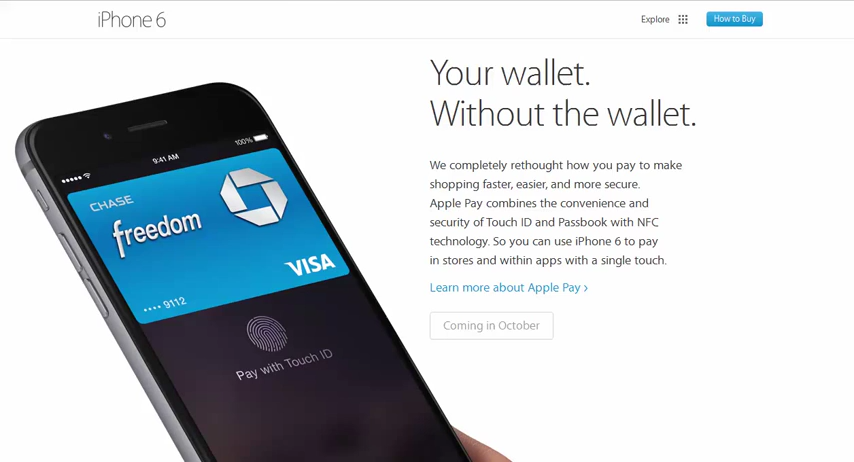 iPhone 6
Explore
How to Buy
Your wallet.
Without the wallet.
We completely rethought how you pay to make
shopping faster, easier, and more secure.
Apple Pay combines the convenience and
security of Touch ID and Passbook with NFC
technology. So you can use iPhone 6 to pay
in stores and within apps with a single touch.
Learn more about Apple Pay ›
Coming in October
9:41 AM
100%
CHASE
freedom
VISA
•••• 9112
Pay with Touch ID